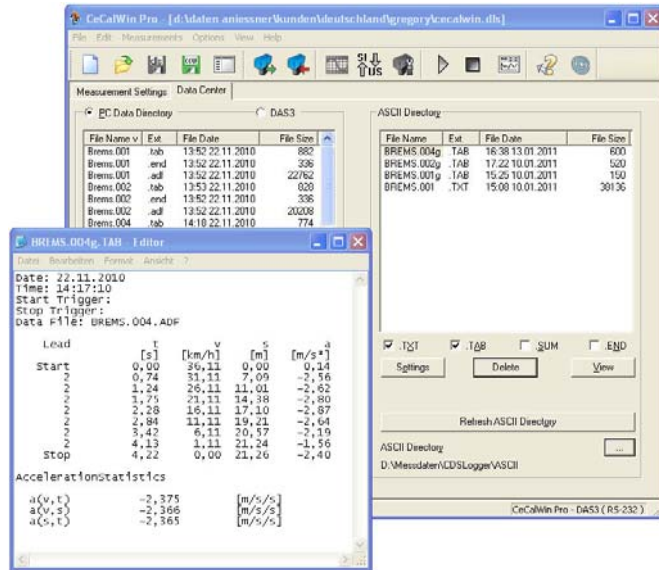 CeCalWin Pro - [d:\daten aniessner\kunden\deutschland\gregory\cecalwin.dls]
File Edit Measurements Options View Help
SI US
Measurement Settings Data Center
PC Data Directory DAS3
File Name v Ext. File Date File Size
Brems.001 .tab 13:52 22.11.2010 882
Brems.001 .end 13:52 22.11.2010 336
Brems.001 .adf 13:52 22.11.2010 22762
Brems.002 .tab 13:53 22.11.2010 828
Brems.002 .end 13:52 22.11.2010 336
Brems.002 .adf 13:52 22.11.2010 20208
Brems.004 .tab 14:18 22.11.2010 774
ASCII Directory
File Name Ext File Date File Size
BREMS.004g .TAB 16:38 13.01.2011 600
BREMS.002g .TAB 17:22 10.01.2011 520
BREMS.001g .TAB 15:25 10.01.2011 150
BREMS.001 .TXT 15:08 10.01.2011 38136
.TXT .TAB .SUM .END
Settings Delete View
Refresh ASCII Directory
ASCII Directory
...
D:\Messdaten\CDSLogger\ASCII
CeCalWin Pro - DAS3 ( RS-232 )
BREMS.004g.TAB - Editor
Datei Bearbeiten Format Ansicht ?
Date: 22.11.2010
Time: 14:17:10
Start Trigger:
Stop Trigger:
Data File: BREMS.004.ADF
Lead t v s a
[s] [km/h] [m] [m/s²]
Start 0,00 36,11 0,00 0,14
2 0,74 31,11 7,09 -2,56
2 1,24 26,11 11,01 -2,62
2 1,75 21,11 14,38 -2,80
2 2,28 16,11 17,10 -2,87
2 2,84 11,11 19,21 -2,64
2 3,42 6,11 20,57 -2,19
2 4,13 1,11 21,24 -1,56
Stop 4,22 0,00 21,26 -2,40
AccelerationStatistics
a(v,t) -2,375 [m/s/s]
a(v,s) -2,366 [m/s/s]
a(s,t) -2,365 [m/s/s]